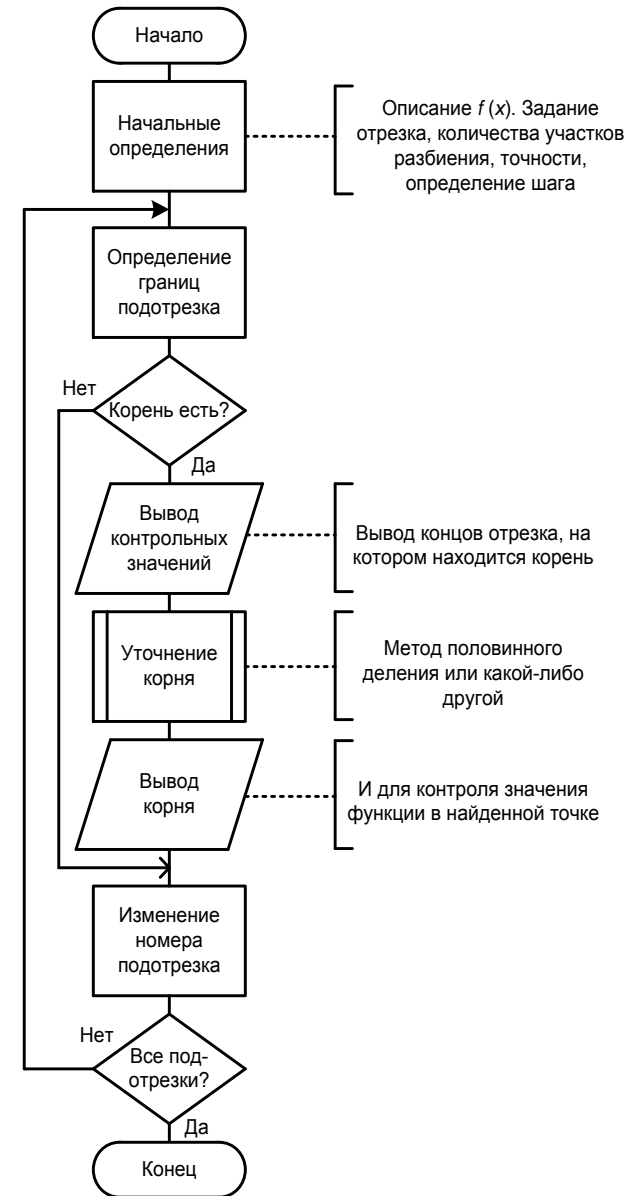 Начало
Начальные
определения
Описание f (x). Задание
отрезка, количества участков
разбиения, точности,
определение шага
Определение
границ
подотрезка
Нет
Корень есть?
Да
Вывод
контрольных
значений
Вывод концов отрезка, на
котором находится корень
Уточнение
корня
Метод половинного
деления или какой-либо
другой
Вывод
корня
И для контроля значения
функции в найденной точке
Изменение
номера
подотрезка
Нет
Все под-
отрезки?
Да
Конец